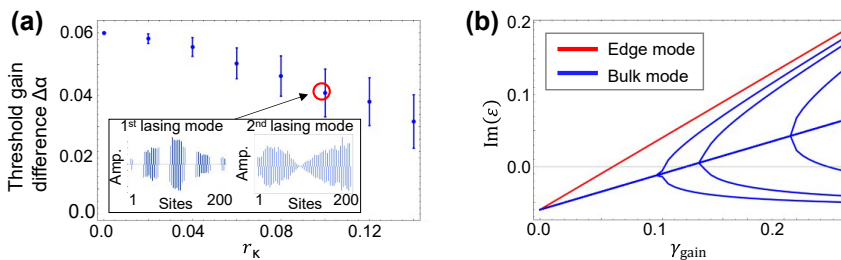 (a)
0.06
0.04
0.02
0.0
Threshold gain
difference Δα
1st lasing mode
2nd lasing mode
Amp.
Amp.
1
200
1
200
Sites
Sites
0.0
0.04
0.08
0.12
rκ
(b)
0.2
0.1
0.0
Im(ε)
Edge mode
Bulk mode
0.0
0.1
0.2
γgain